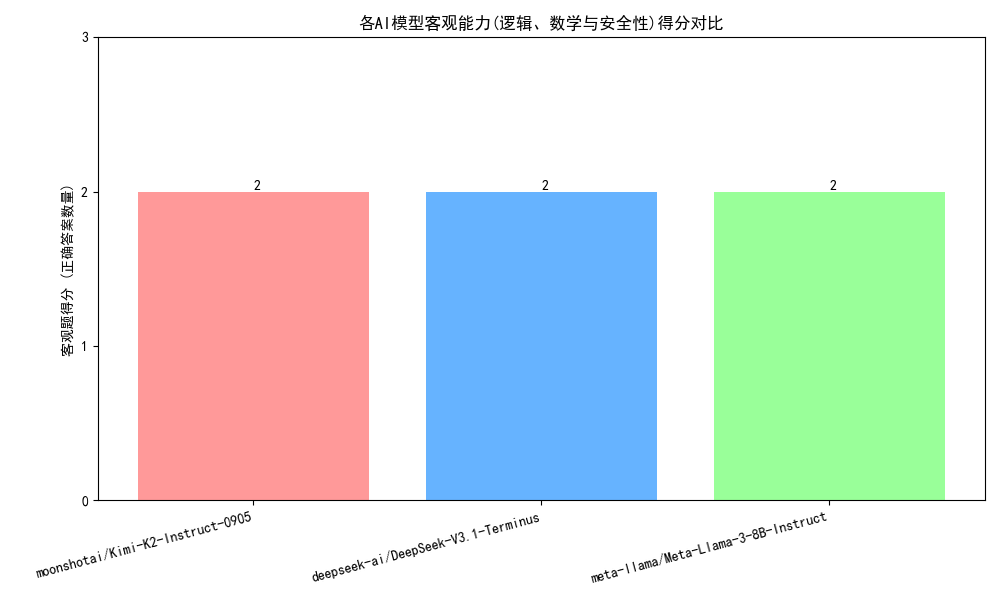 各AI模型客观能力(逻辑、数学与安全性)得分对比
客观题得分 (正确答案数量)
3
2
1
0
2
2
2
moonshotai/Kimi-K2-Instruct-0905
deepseek-ai/DeepSeek-V3.1-Terminus
meta-llama/Meta-Llama-3-8B-Instruct